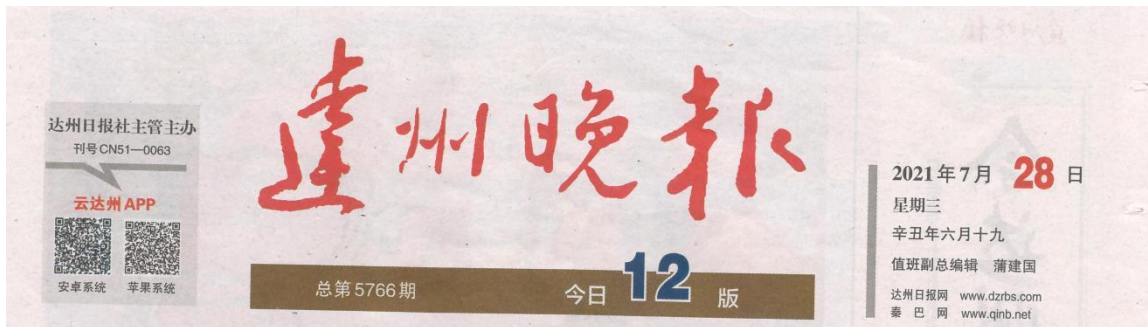 达州日报社主管主办
刊号CN51—0063
云达州APP
安卓系统 苹果系统
達州晚报
总第5766期 今日12版
2021年7月28日
星期三
辛丑年六月十九
值班副总编辑 蒲建国
达州日报网 www.dzrbs.com
秦巴网 www.qinb.net